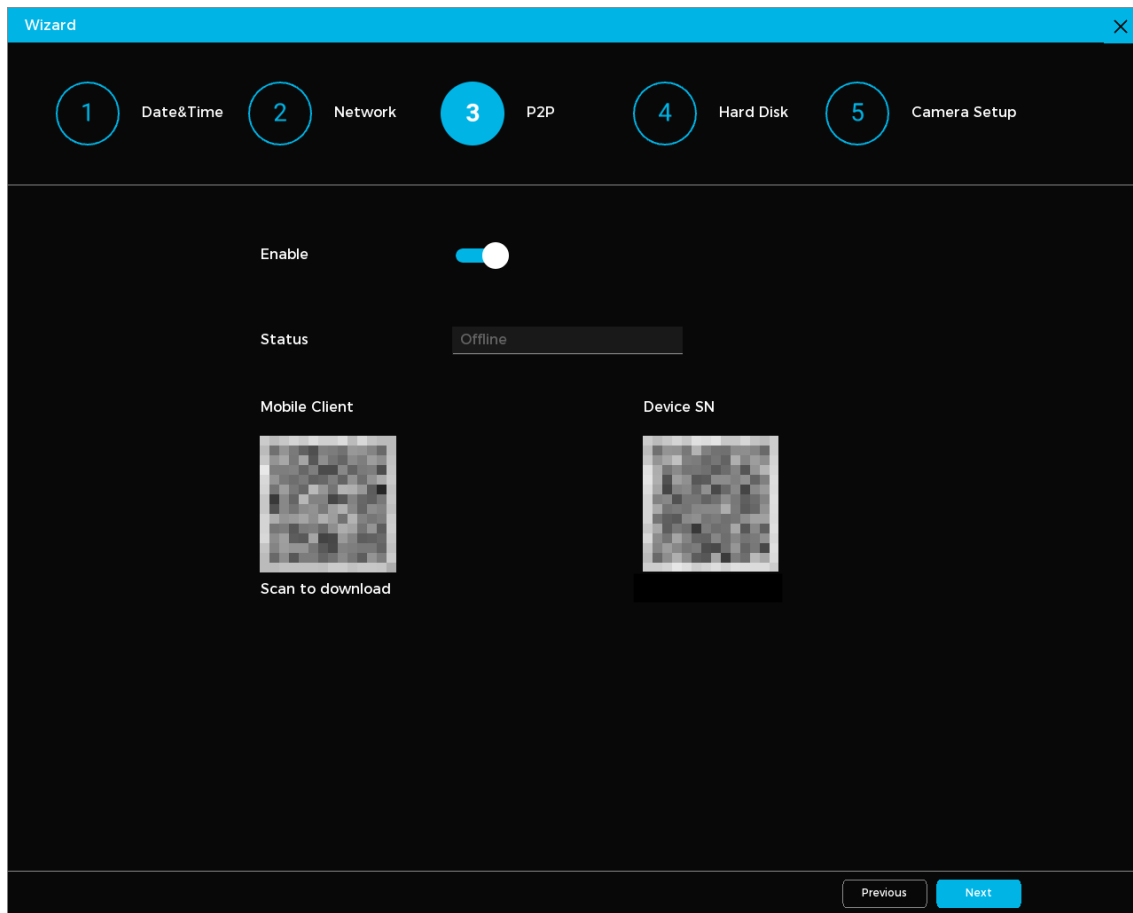 Wizard
1 Date&Time 2 Network 3 P2P 4 Hard Disk 5 Camera Setup
Enable
Status Offline
Mobile Client Device SN
Scan to download
Previous Next